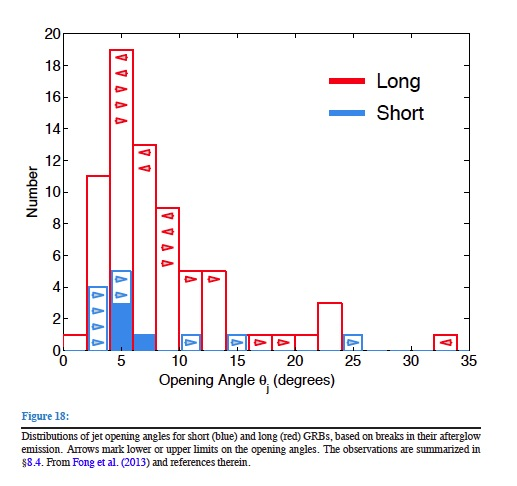 20
18
16
14
12
10
8
6
4
2
0
Number
Long
Short
0 5 10 15 20 25 30 35
Opening Angle θj (degrees)
Figure 18:
Distributions of jet opening angles for short (blue) and long (red) GRBs, based on breaks in their afterglow
emission. Arrows mark lower or upper limits on the opening angles. The observations are summarized in
§8.4. From Fong et al. (2013) and references therein.